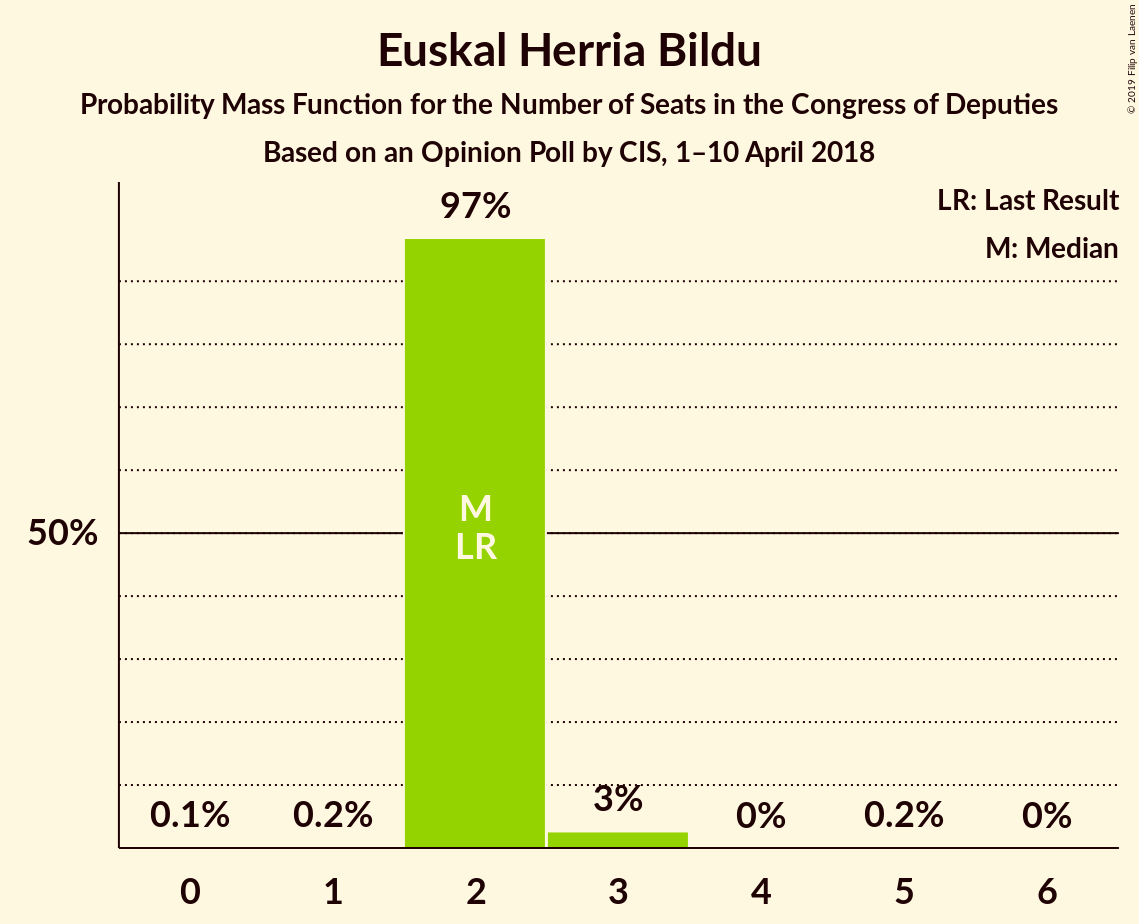 Euskal Herria Bildu
Probability Mass Function for the Number of Seats in the Congress of Deputies
Based on an Opinion Poll by CIS, 1–10 April 2018
© 2019 Filip van Laenen
LR: Last Result
M: Median
97%
M
LR
50%
0.1%
0.2%
3%
0%
0.2%
0%
0
1
2
3
4
5
6